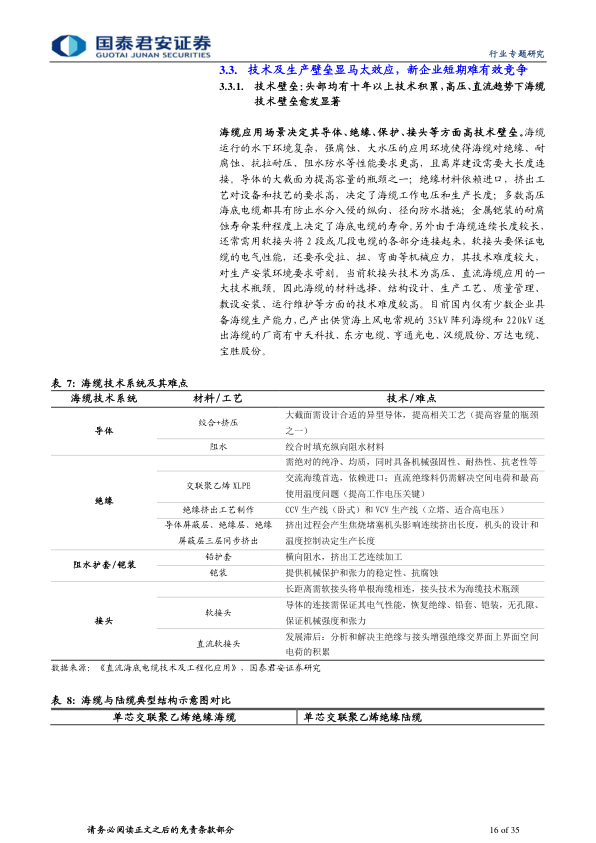 国泰君安证券
GUOTAI JUNAN SECURITIES
行业专题研究
3.3. 技术及生产壁垒显马太效应，新企业短期难有效竞争
3.3.1. 技术壁垒：头部均有十年以上技术积累，高压、直流趋势下海缆
技术壁垒愈发显著
海缆应用场景决定其导体、绝缘、保护、接头等方面高技术壁垒。海缆
运行的水下环境复杂，强腐蚀、大水压的应用环境使得海缆对绝缘、耐
腐蚀、抗拉耐压、阻水防水等性能要求更高，且离岸建设需要大长度连
接。导体的大截面为提高容量的瓶颈之一；绝缘材料依赖进口，挤出工
艺对设备和技艺的要求高，决定了海缆工作电压和生产长度；多数高压
海底电缆都具有防止水分入侵的纵向、径向防水措施；金属铠装的耐腐
蚀寿命某种程度上决定了海底电缆的寿命。另外由于海缆连续长度较长，
还常需用软接头将 2 段或几段电缆的各部分连接起来，软接头要保证电
缆的电气性能，还要承受拉、扭、弯曲等机械应力，其技术难度较大，
对生产安装环境要求苛刻。当前软接头技术为高压、直流海缆应用的一
大技术瓶颈。因此海缆的材料选择、结构设计、生产工艺、质量管理、
敷设安装、运行维护等方面的技术难度较高。目前国内仅有少数企业具
备海缆生产能力，已产出供货海上风电常规的 35kV 阵列海缆和 220kV 送
出海缆的厂商有中天科技、东方电缆、亨通光电、汉缆股份、万达电缆、
宝胜股份。
表 7：海缆技术系统及其难点
海缆技术系统 材料/工艺 技术/难点
导体 绞合+挤压 大截面需设计合适的异型导体，提高相关工艺（提高容量的瓶颈
之一）
阻水 绞合时填充纵向阻水材料
绝缘 交联聚乙烯 XLPE 需绝对的纯净、均质，同时具备机械强固性、耐热性、抗老性等
交流海缆首选，依赖进口；直流绝缘料仍需解决空间电荷和最高
使用温度问题（提高工作电压关键）
绝缘挤出工艺制作 CCV 生产线（卧式）和 VCV 生产线（立塔、适合高电压）
导体屏蔽层、绝缘层、绝缘 挤出过程会产生焦烧堵塞机头影响连续挤出长度，机头的设计和
屏蔽层三层同步挤出 温度控制决定生产长度
阻水护套/铠装 铅护套 横向阻水，挤出工艺连续加工
铠装 提供机械保护和张力的稳定性、抗腐蚀
接头 软接头 长距离需软接头将单根海缆相连，接头技术为海缆技术瓶颈
导体的连接需保证其电气性能，恢复绝缘、铅套、铠装，无孔隙、
保证机械强度和张力
直流软接头 发展滞后：分析和解决主绝缘与接头增强绝缘交界面上界面空间
电荷的积累
数据来源：《直流海底电缆技术及工程化应用》，国泰君安证券研究
表 8：海缆与陆缆典型结构示意图对比
单芯交联聚乙烯绝缘海缆 单芯交联聚乙烯绝缘陆缆
请务必阅读正文之后的免责条款部分
16 of 35